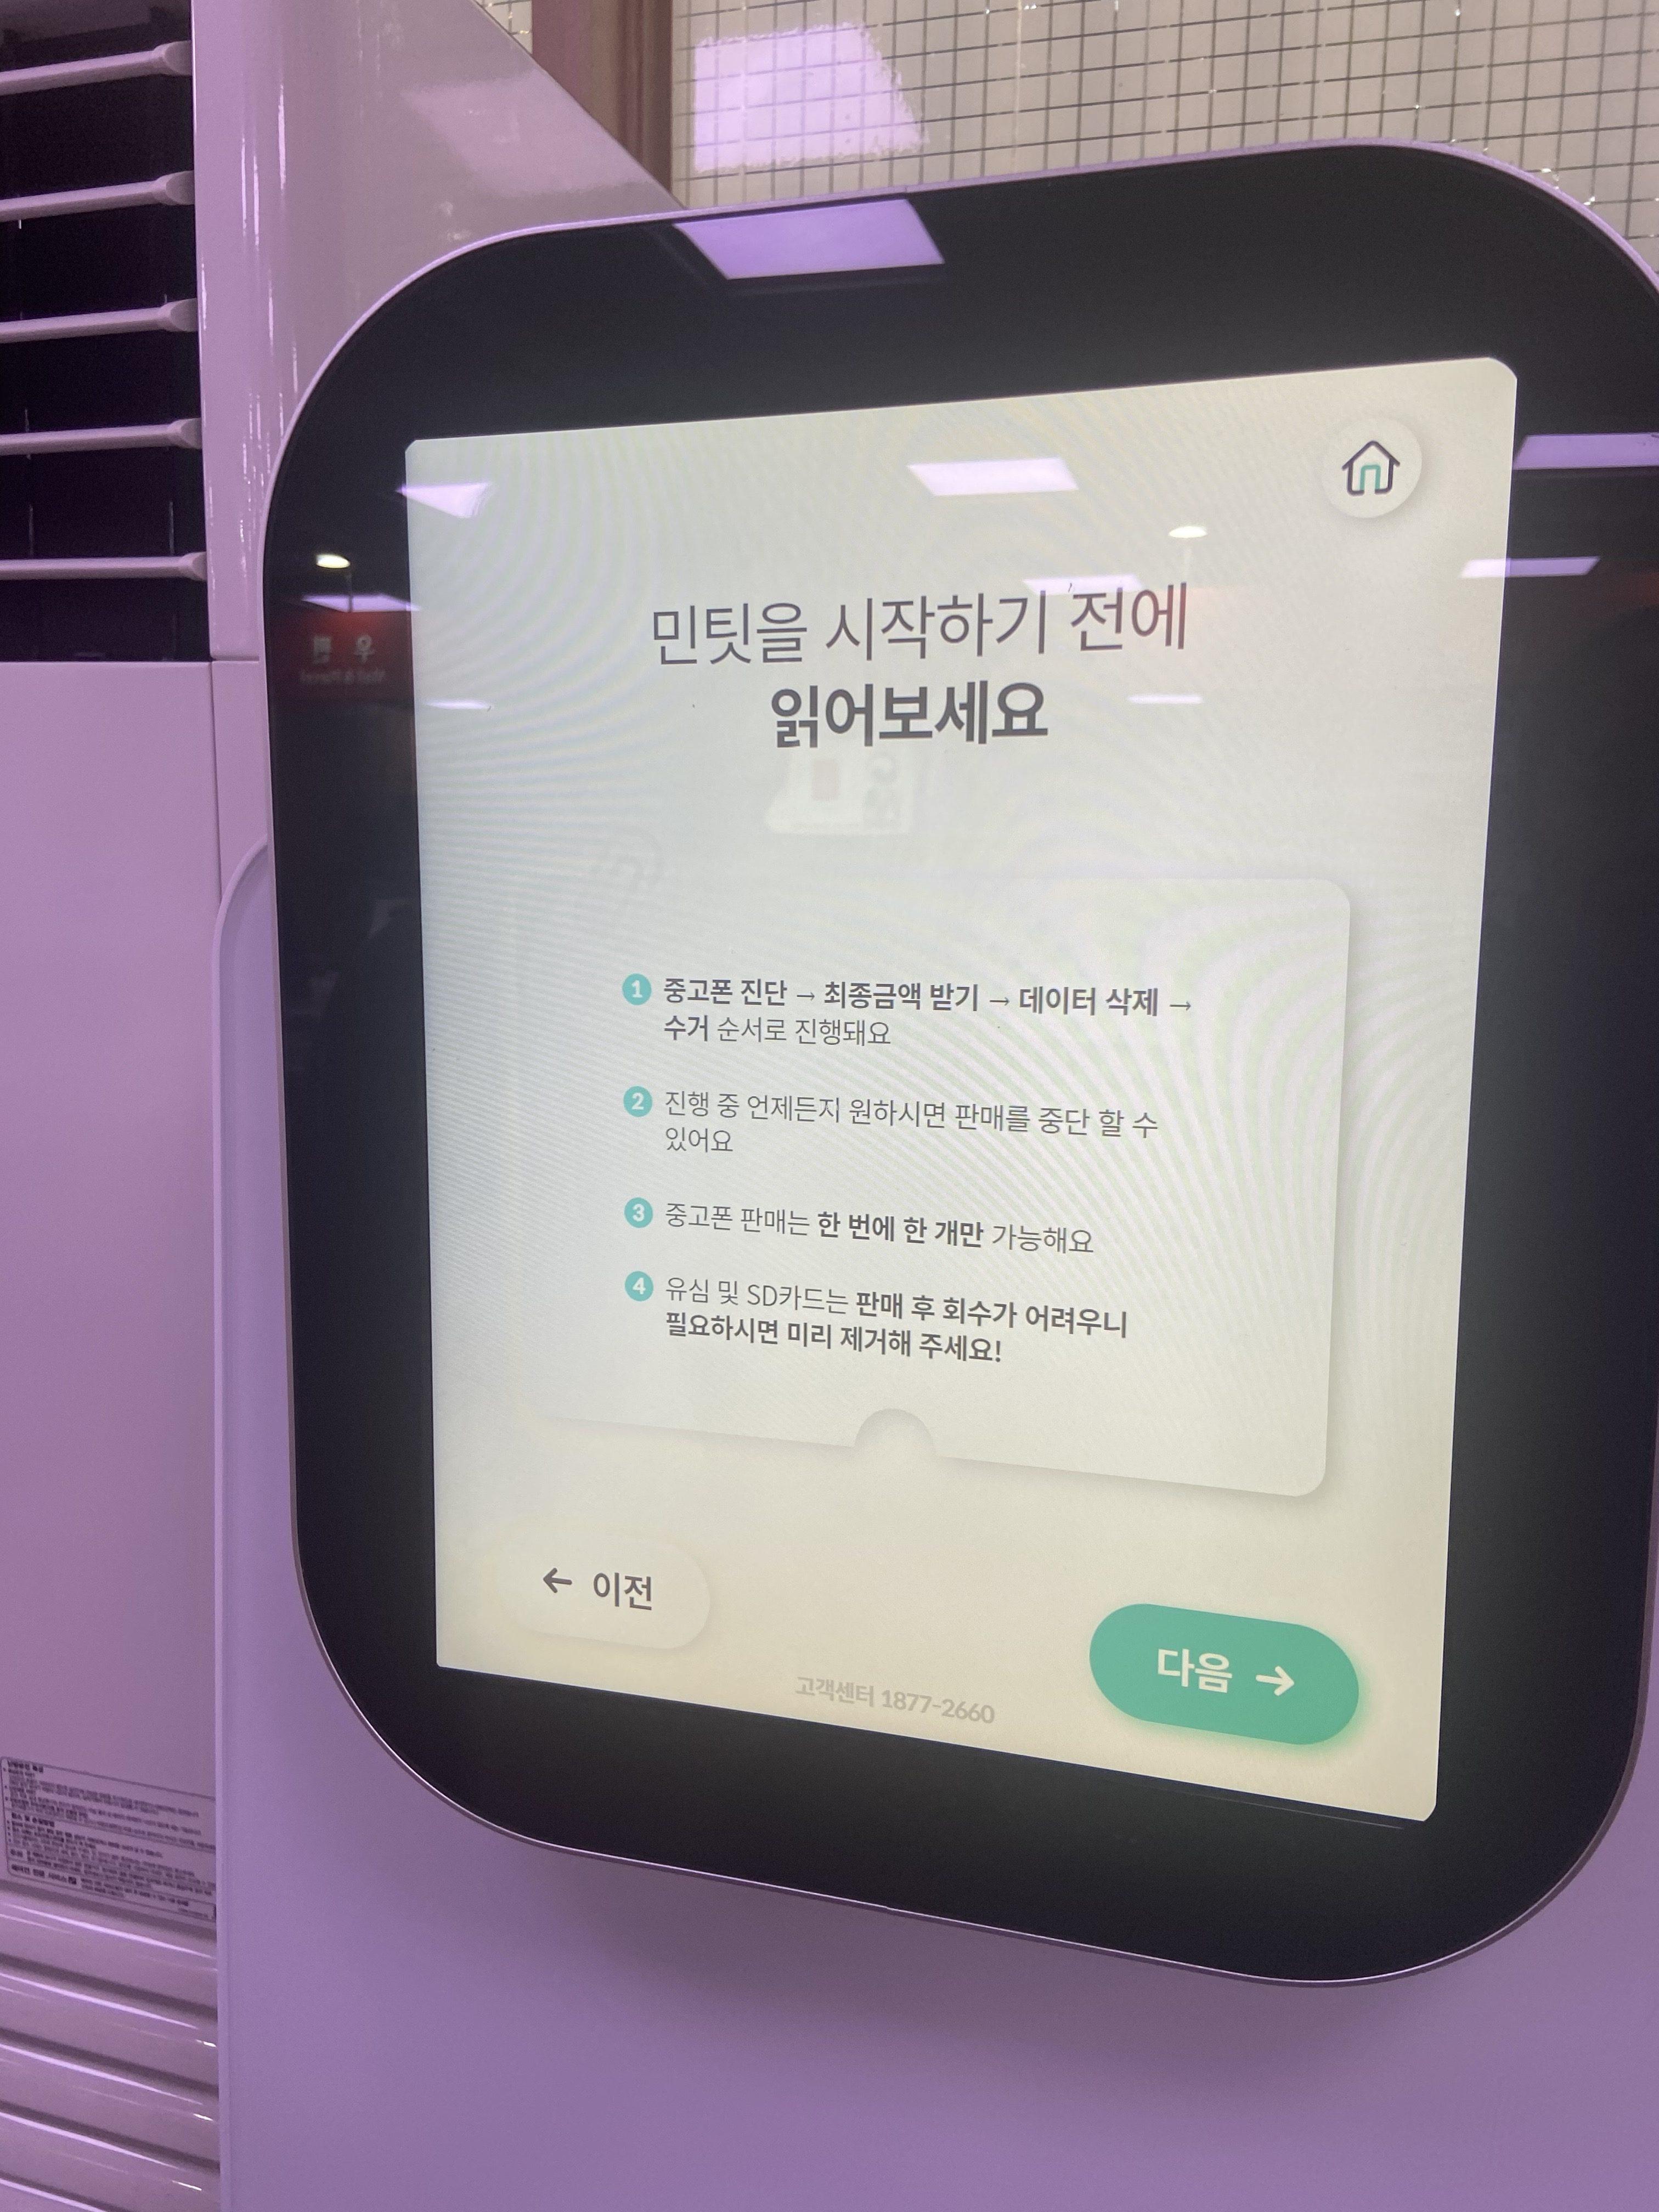 민팃을 시작하기 전에
읽어보세요
1 중고폰 진단 → 최종금액 받기 → 데이터 삭제 →
수거 순서로 진행돼요
2 진행 중 언제든지 원하시면 판매를 중단 할 수
있어요
3 중고폰 판매는 한 번에 한 개만 가능해요
4 유심 및 SD카드는 판매 후 회수가 어려우니
필요하시면 미리 제거해 주세요!
← 이전
다음 →
고객센터 1877-2660